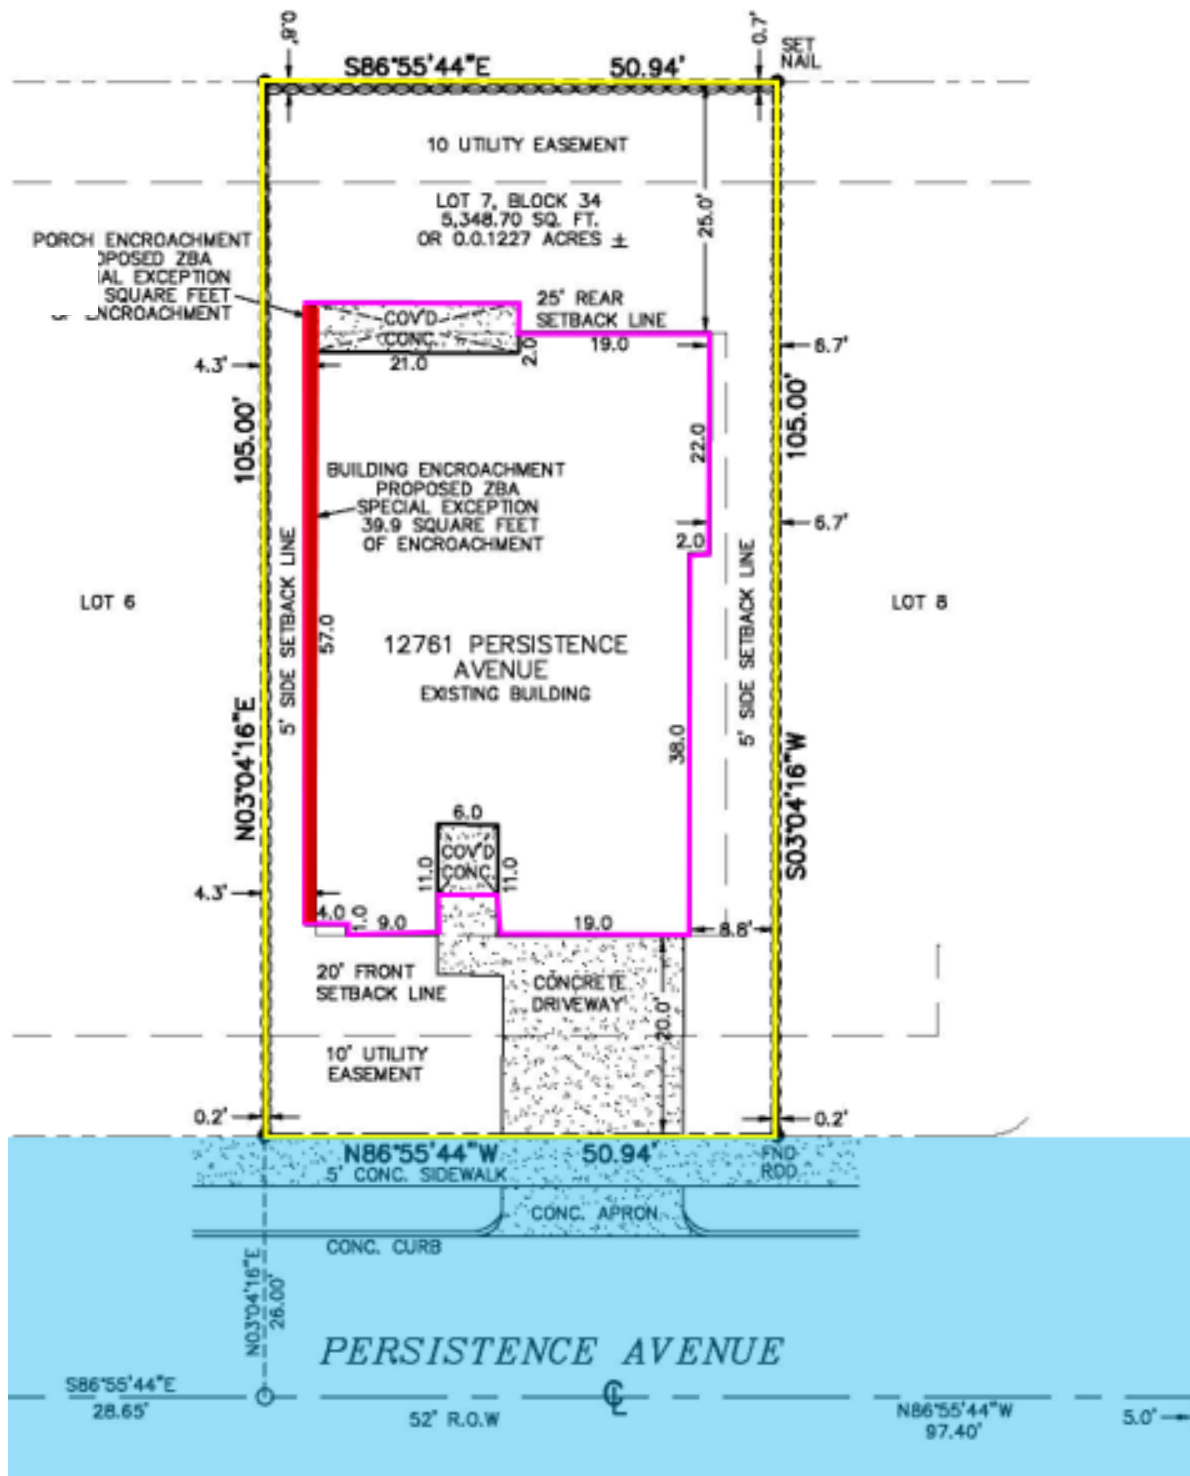 0.8'
S86°55'44"E
50.94'
0.7'
SET
NAIL
10 UTILITY EASEMENT
LOT 7, BLOCK 34
5,348.70 SQ. FT.
OR 0.0.1227 ACRES ±
25.0'
PORCH ENCROACHMENT
OPOSED ZBA
IAL EXCEPTION
SQUARE FEET
OF ENCROACHMENT
25' REAR
SETBACK LINE
COV'D
CONC.
21.0
2.0
19.0
6.7'
4.3'
105.00'
105.00'
22.0
BUILDING ENCROACHMENT
PROPOSED ZBA
SPECIAL EXCEPTION
39.9 SQUARE FEET
OF ENCROACHMENT
6.7'
2.0
5' SIDE SETBACK LINE
57.0
LOT 6
LOT 8
12761 PERSISTENCE
AVENUE
EXISTING BUILDING
5' SIDE SETBACK LINE
38.0
N03°04'16"E
S03°04'16"W
6.0
COV'D
CONC.
11.0
11.0
4.3'
4.0
1.0
9.0
19.0
8.8'
20' FRONT
SETBACK LINE
CONCRETE
DRIVEWAY
20.0'
10' UTILITY
EASEMENT
0.2'
0.2'
N86°55'44"W
50.94'
FND
ROD
5' CONC. SIDEWALK
CONC. APRON
CONC. CURB
N03°04'16"E
26.00'
PERSISTENCE AVENUE
S86°55'44"E
28.65'
℄
52' R.O.W
N86°55'44"W
97.40'
5.0'